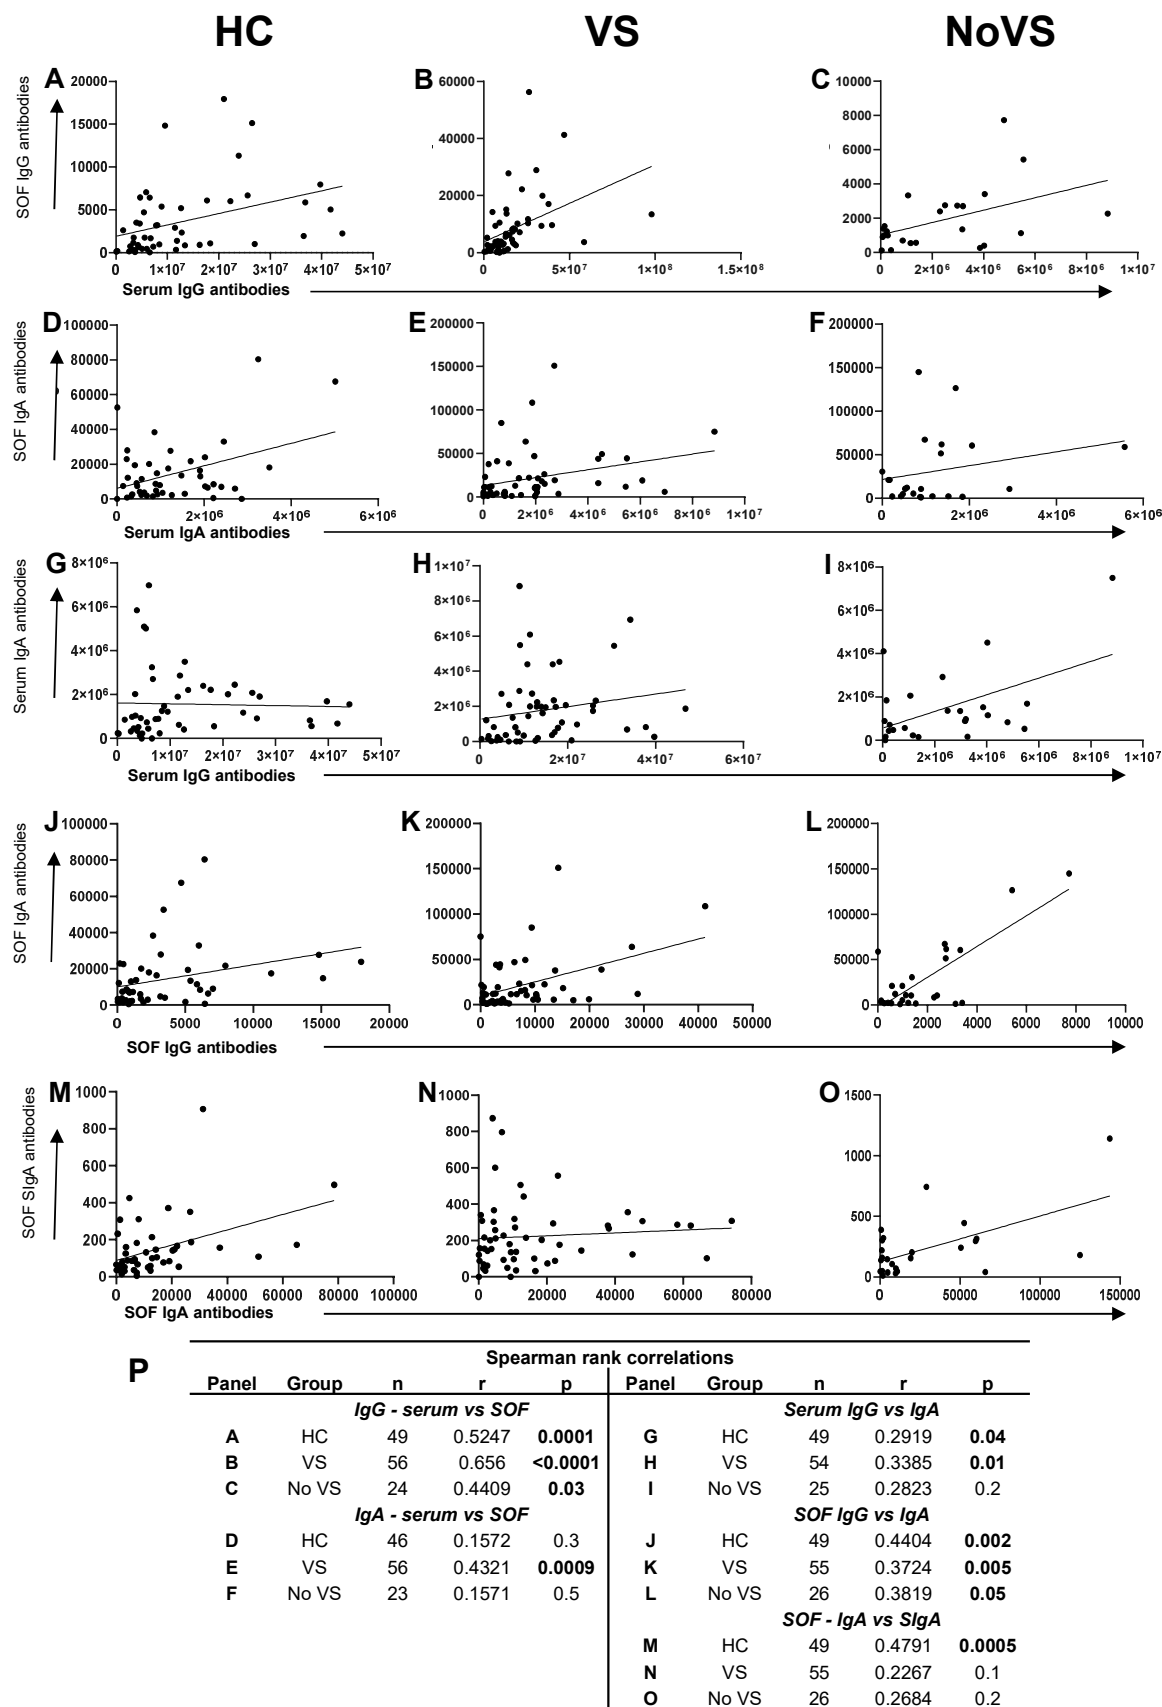 HC VS NoVS
A B C
SOF IgG antibodies
20000 15000 10000 5000 0
60000 40000 20000 0
10000 8000 6000 4000 2000 0
0 1×10⁷ 2×10⁷ 3×10⁷ 4×10⁷ 5×10⁷
0 5×10⁷ 1×10⁸ 1.5×10⁸
0 2×10⁶ 4×10⁶ 6×10⁶ 8×10⁶ 1×10⁷
Serum IgG antibodies
D E F
SOF IgA antibodies
100000 80000 60000 40000 20000 0
200000 150000 100000 50000 0
200000 150000 100000 50000 0
0 2×10⁶ 4×10⁶ 6×10⁶
0 2×10⁶ 4×10⁶ 6×10⁶ 8×10⁶ 1×10⁷
0 2×10⁶ 4×10⁶ 6×10⁶
Serum IgA antibodies
G H I
Serum IgA antibodies
8×10⁶ 6×10⁶ 4×10⁶ 2×10⁶ 0
1×10⁷ 8×10⁶ 6×10⁶ 4×10⁶ 2×10⁶ 0
8×10⁶ 6×10⁶ 4×10⁶ 2×10⁶ 0
0 1×10⁷ 2×10⁷ 3×10⁷ 4×10⁷ 5×10⁷
0 2×10⁷ 4×10⁷ 6×10⁷
0 2×10⁶ 4×10⁶ 6×10⁶ 8×10⁶ 1×10⁷
Serum IgG antibodies
J K L
SOF IgA antibodies
100000 80000 60000 40000 20000 0
200000 150000 100000 50000 0
200000 150000 100000 50000 0
0 5000 10000 15000 20000
0 10000 20000 30000 40000 50000
0 2000 4000 6000 8000 10000
SOF IgG antibodies
M N O
SOF SIgA antibodies
1000 800 600 400 200 0
1000 800 600 400 200 0
1500 1000 500 0
0 20000 40000 60000 80000 100000
0 20000 40000 60000 80000
0 50000 100000 150000
SOF IgA antibodies
P
Spearman rank correlations
Panel Group n r p Panel Group n r p
IgG - serum vs SOF Serum IgG vs IgA
A HC 49 0.5247 0.0001 G HC 49 0.2919 0.04
B VS 56 0.656 <0.0001 H VS 54 0.3385 0.01
C No VS 24 0.4409 0.03 I No VS 25 0.2823 0.2
IgA - serum vs SOF SOF IgG vs IgA
D HC 46 0.1572 0.3 J HC 49 0.4404 0.002
E VS 56 0.4321 0.0009 K VS 55 0.3724 0.005
F No VS 23 0.1571 0.5 L No VS 26 0.3819 0.05
SOF - IgA vs SIgA
M HC 49 0.4791 0.0005
N VS 55 0.2267 0.1
O No VS 26 0.2684 0.2